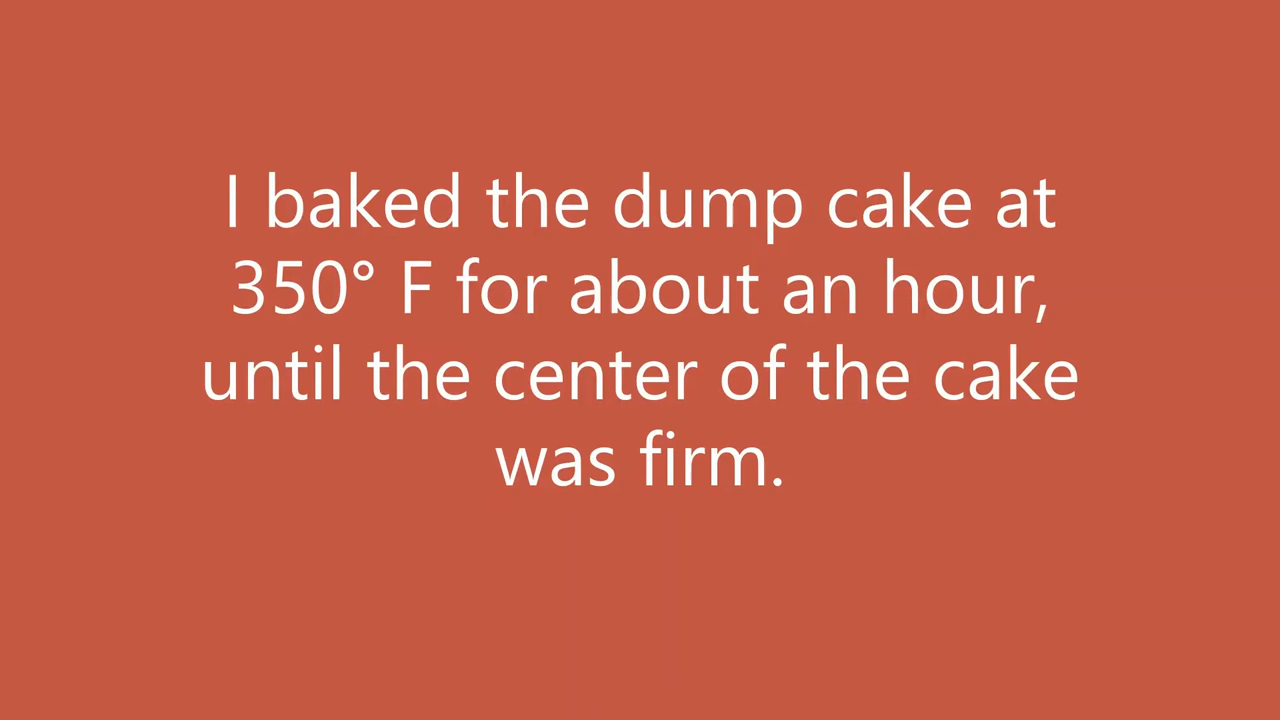 I baked the dump cake at
350° F for about an hour,
until the center of the cake
was firm.